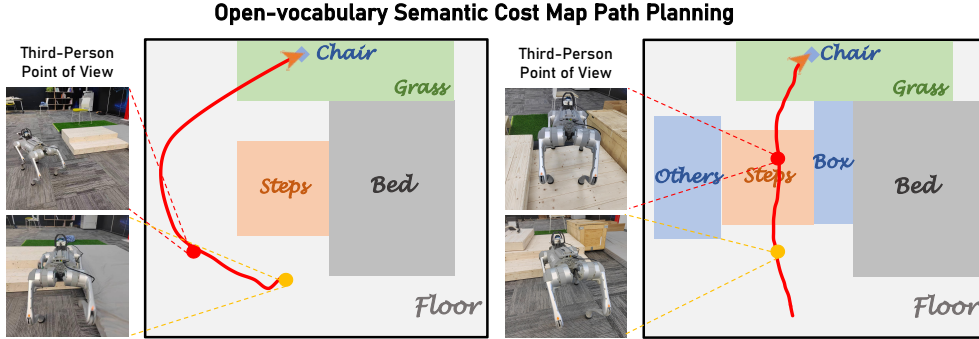 Open-vocabulary Semantic Cost Map Path Planning
Third-Person
Point of View
Chair
Grass
Steps
Bed
Floor
Third-Person
Point of View
Chair
Grass
Others
Steps
Box
Bed
Floor